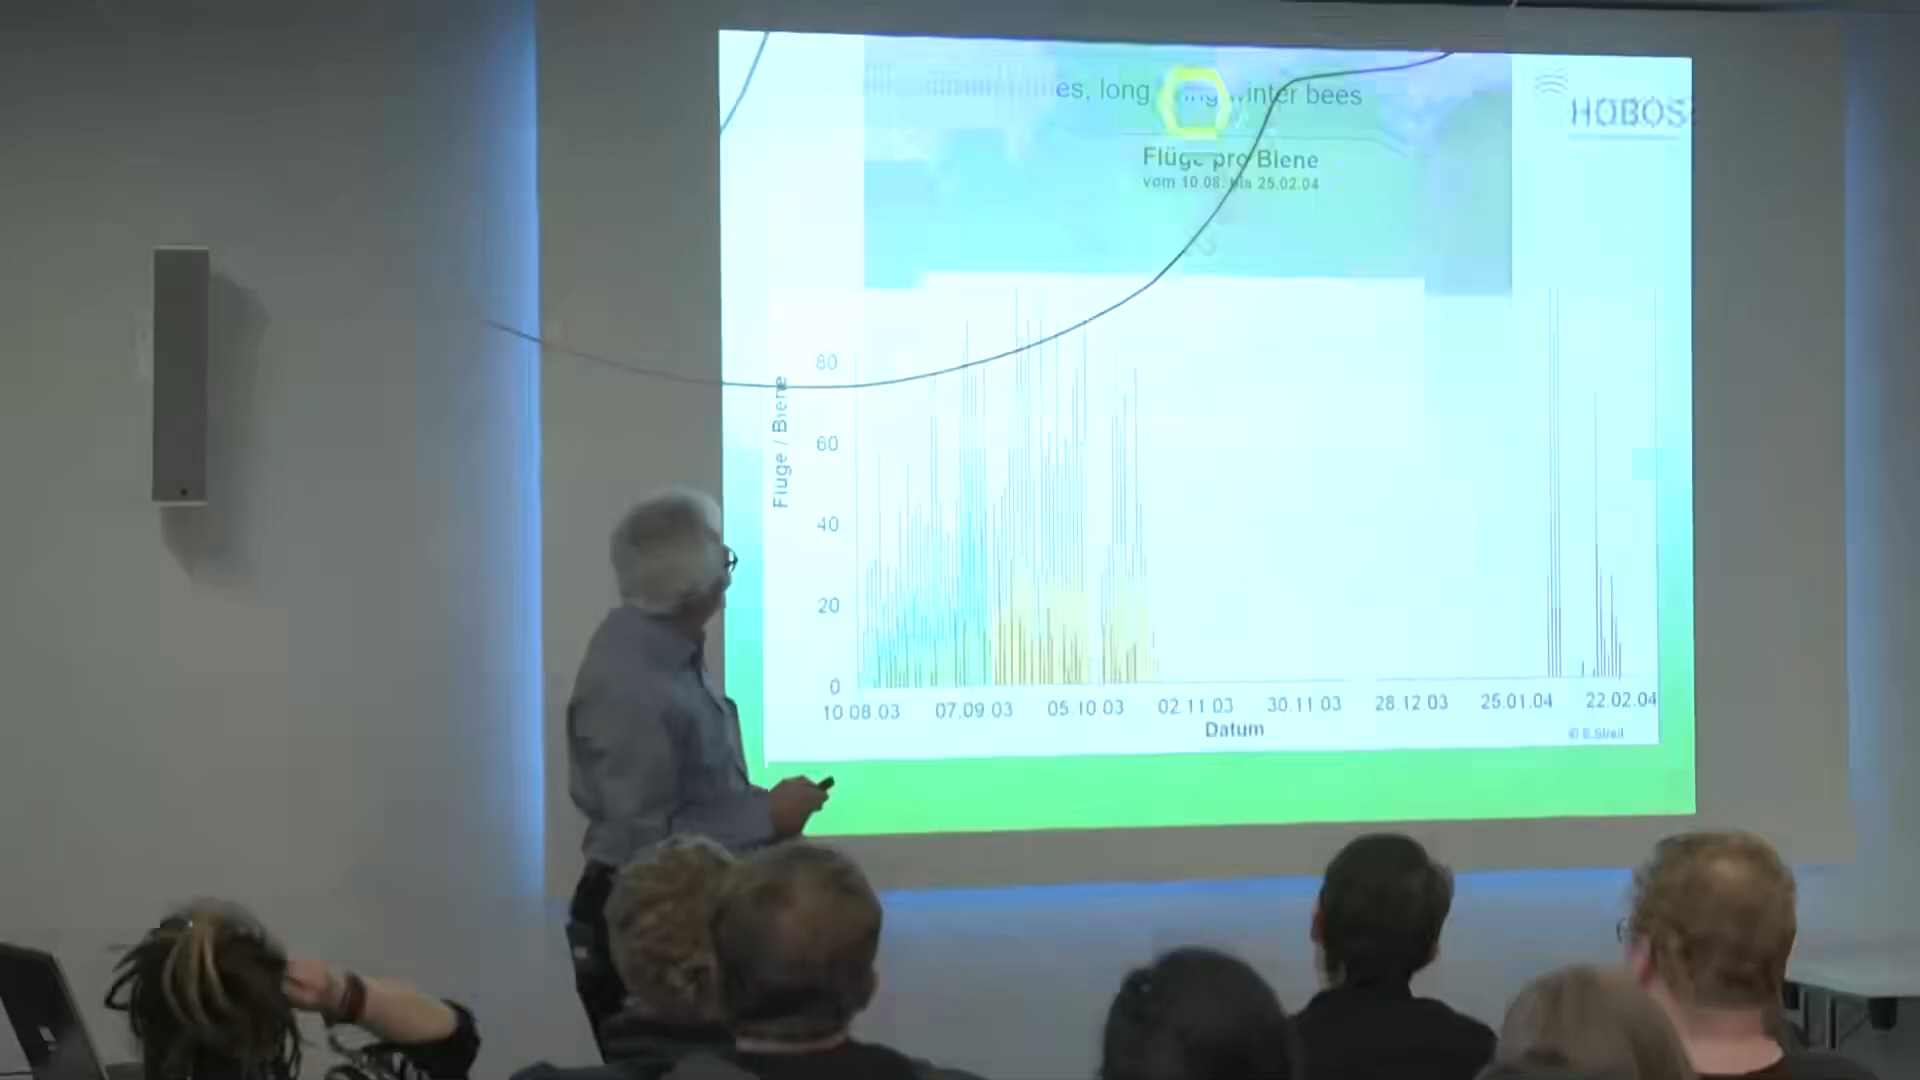 es, long winter bees
HOBOS
Flüge pro Biene
vom 10.08. bis 25.02.04
Flüge / Biene
80
60
40
20
0
10 08.03 07.09.03 05.10 03 02.11 03 30.11 03 28.12 03 25.01.04 22.02.04
Datum